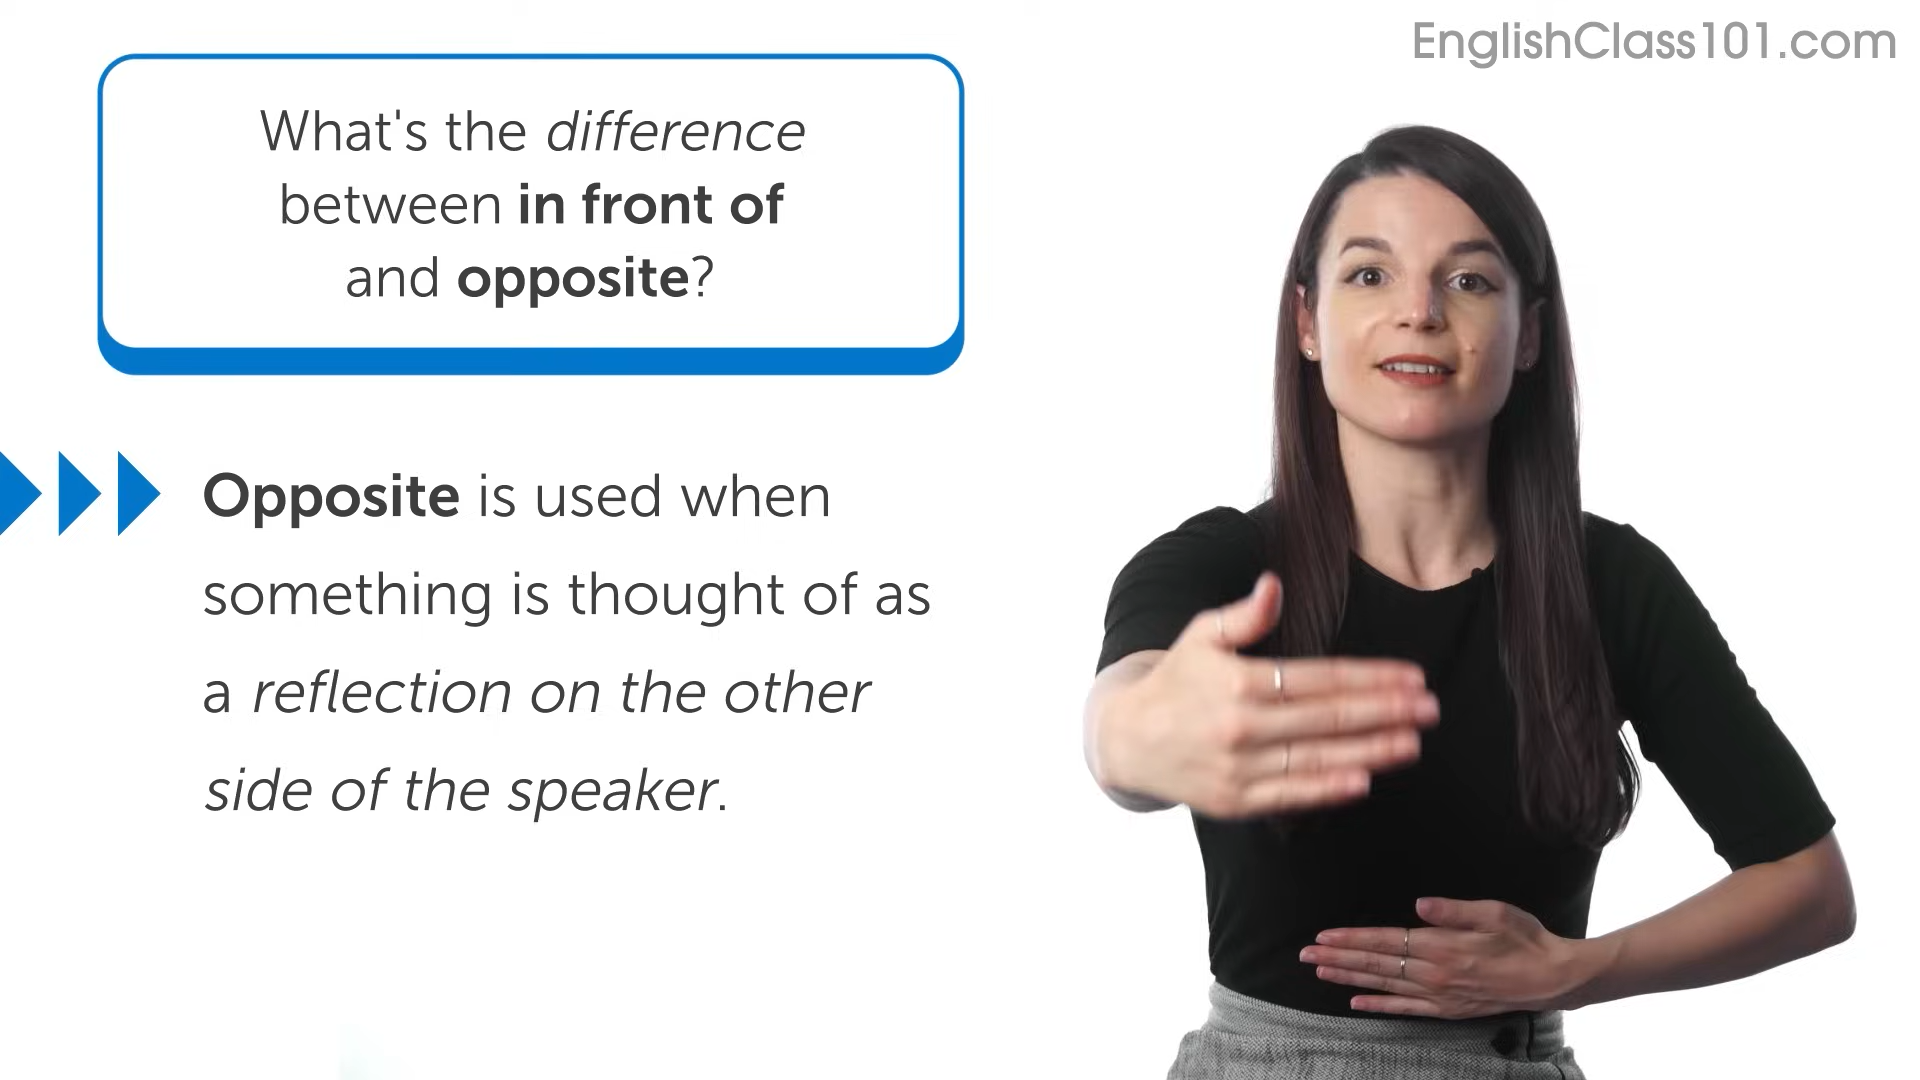 EnglishClass101.com
What's the difference
between in front of
and opposite?
Opposite is used when
something is thought of as
a reflection on the other
side of the speaker.